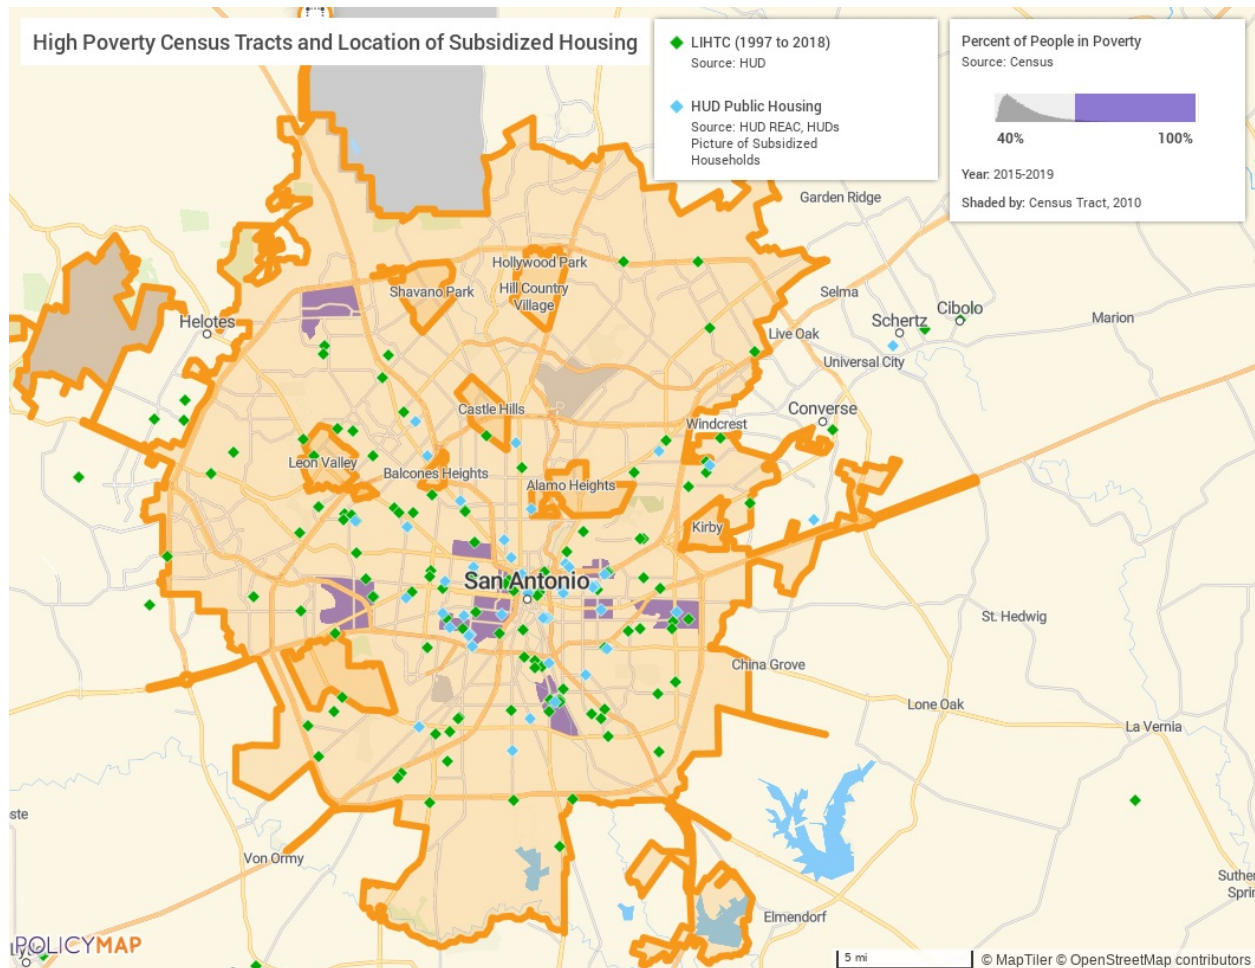 High Poverty Census Tracts and Location of Subsidized Housing
LIHTC (1997 to 2018)
Source: HUD
HUD Public Housing
Source: HUD REAC, HUDs
Picture of Subsidized
Households
Percent of People in Poverty
Source: Census
40%
100%
Year: 2015-2019
Shaded by: Census Tract, 2010
Garden Ridge
Hollywood Park
Shavano Park
Hill Country
Village
Selma
Cibolo
Helotes
Schertz
Marion
Live Oak
Universal City
Castle Hills
Converse
Windcrest
Leon Valley
Balcones Heights
Alamo Heights
Kirby
San Antonio
St. Hedwig
China Grove
Lone Oak
La Vernia
ste
Von Ormy
Suther
Sprin
Elmendorf
Lytl
POLICYMAP
5 mi
© MapTiler © OpenStreetMap contributors